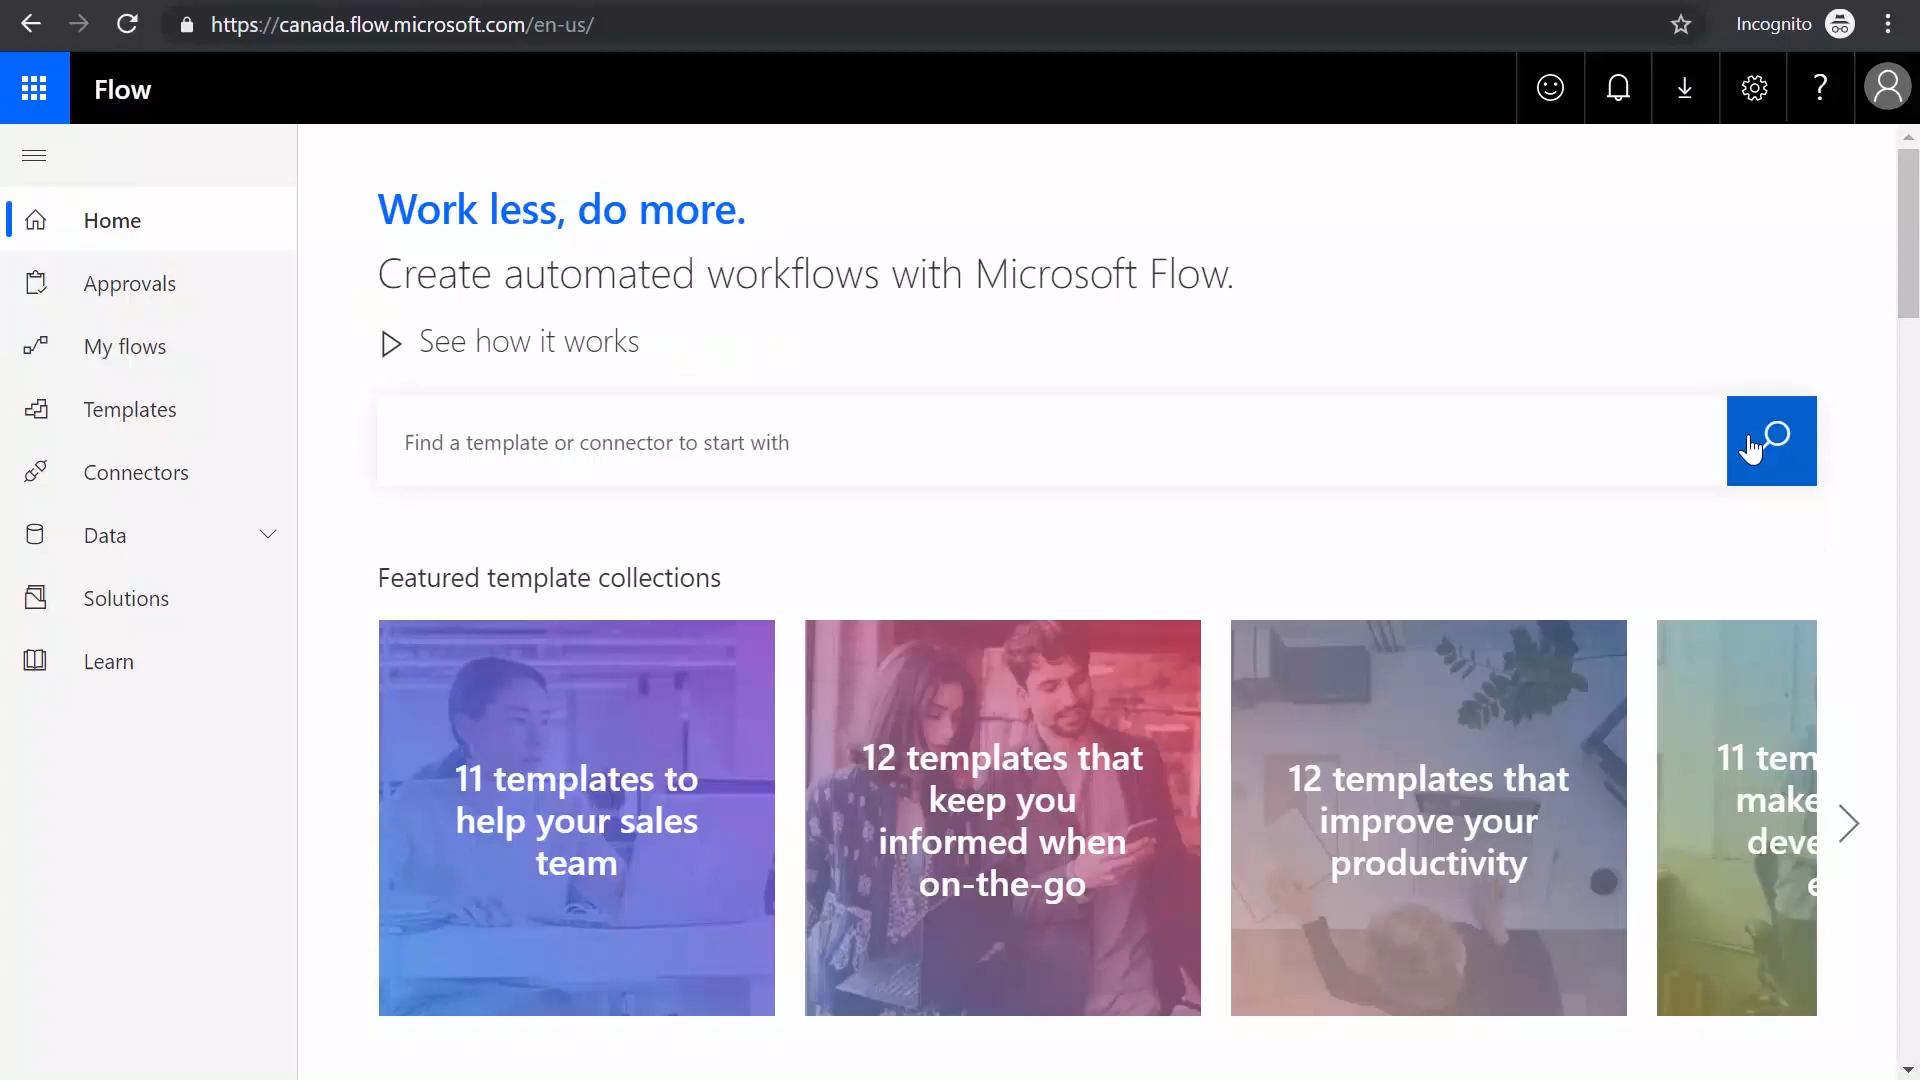 https://canada.flow.microsoft.com/en-us/
Incognito
Flow
?
Home
Approvals
My flows
Templates
Connectors
Data
Solutions
Learn
Work less, do more.
Create automated workflows with Microsoft Flow.
See how it works
Find a template or connector to start with
Featured template collections
11 templates to
help your sales
team
12 templates that
keep you
informed when
on-the-go
12 templates that
improve your
productivity
11 tem
make
deve
e